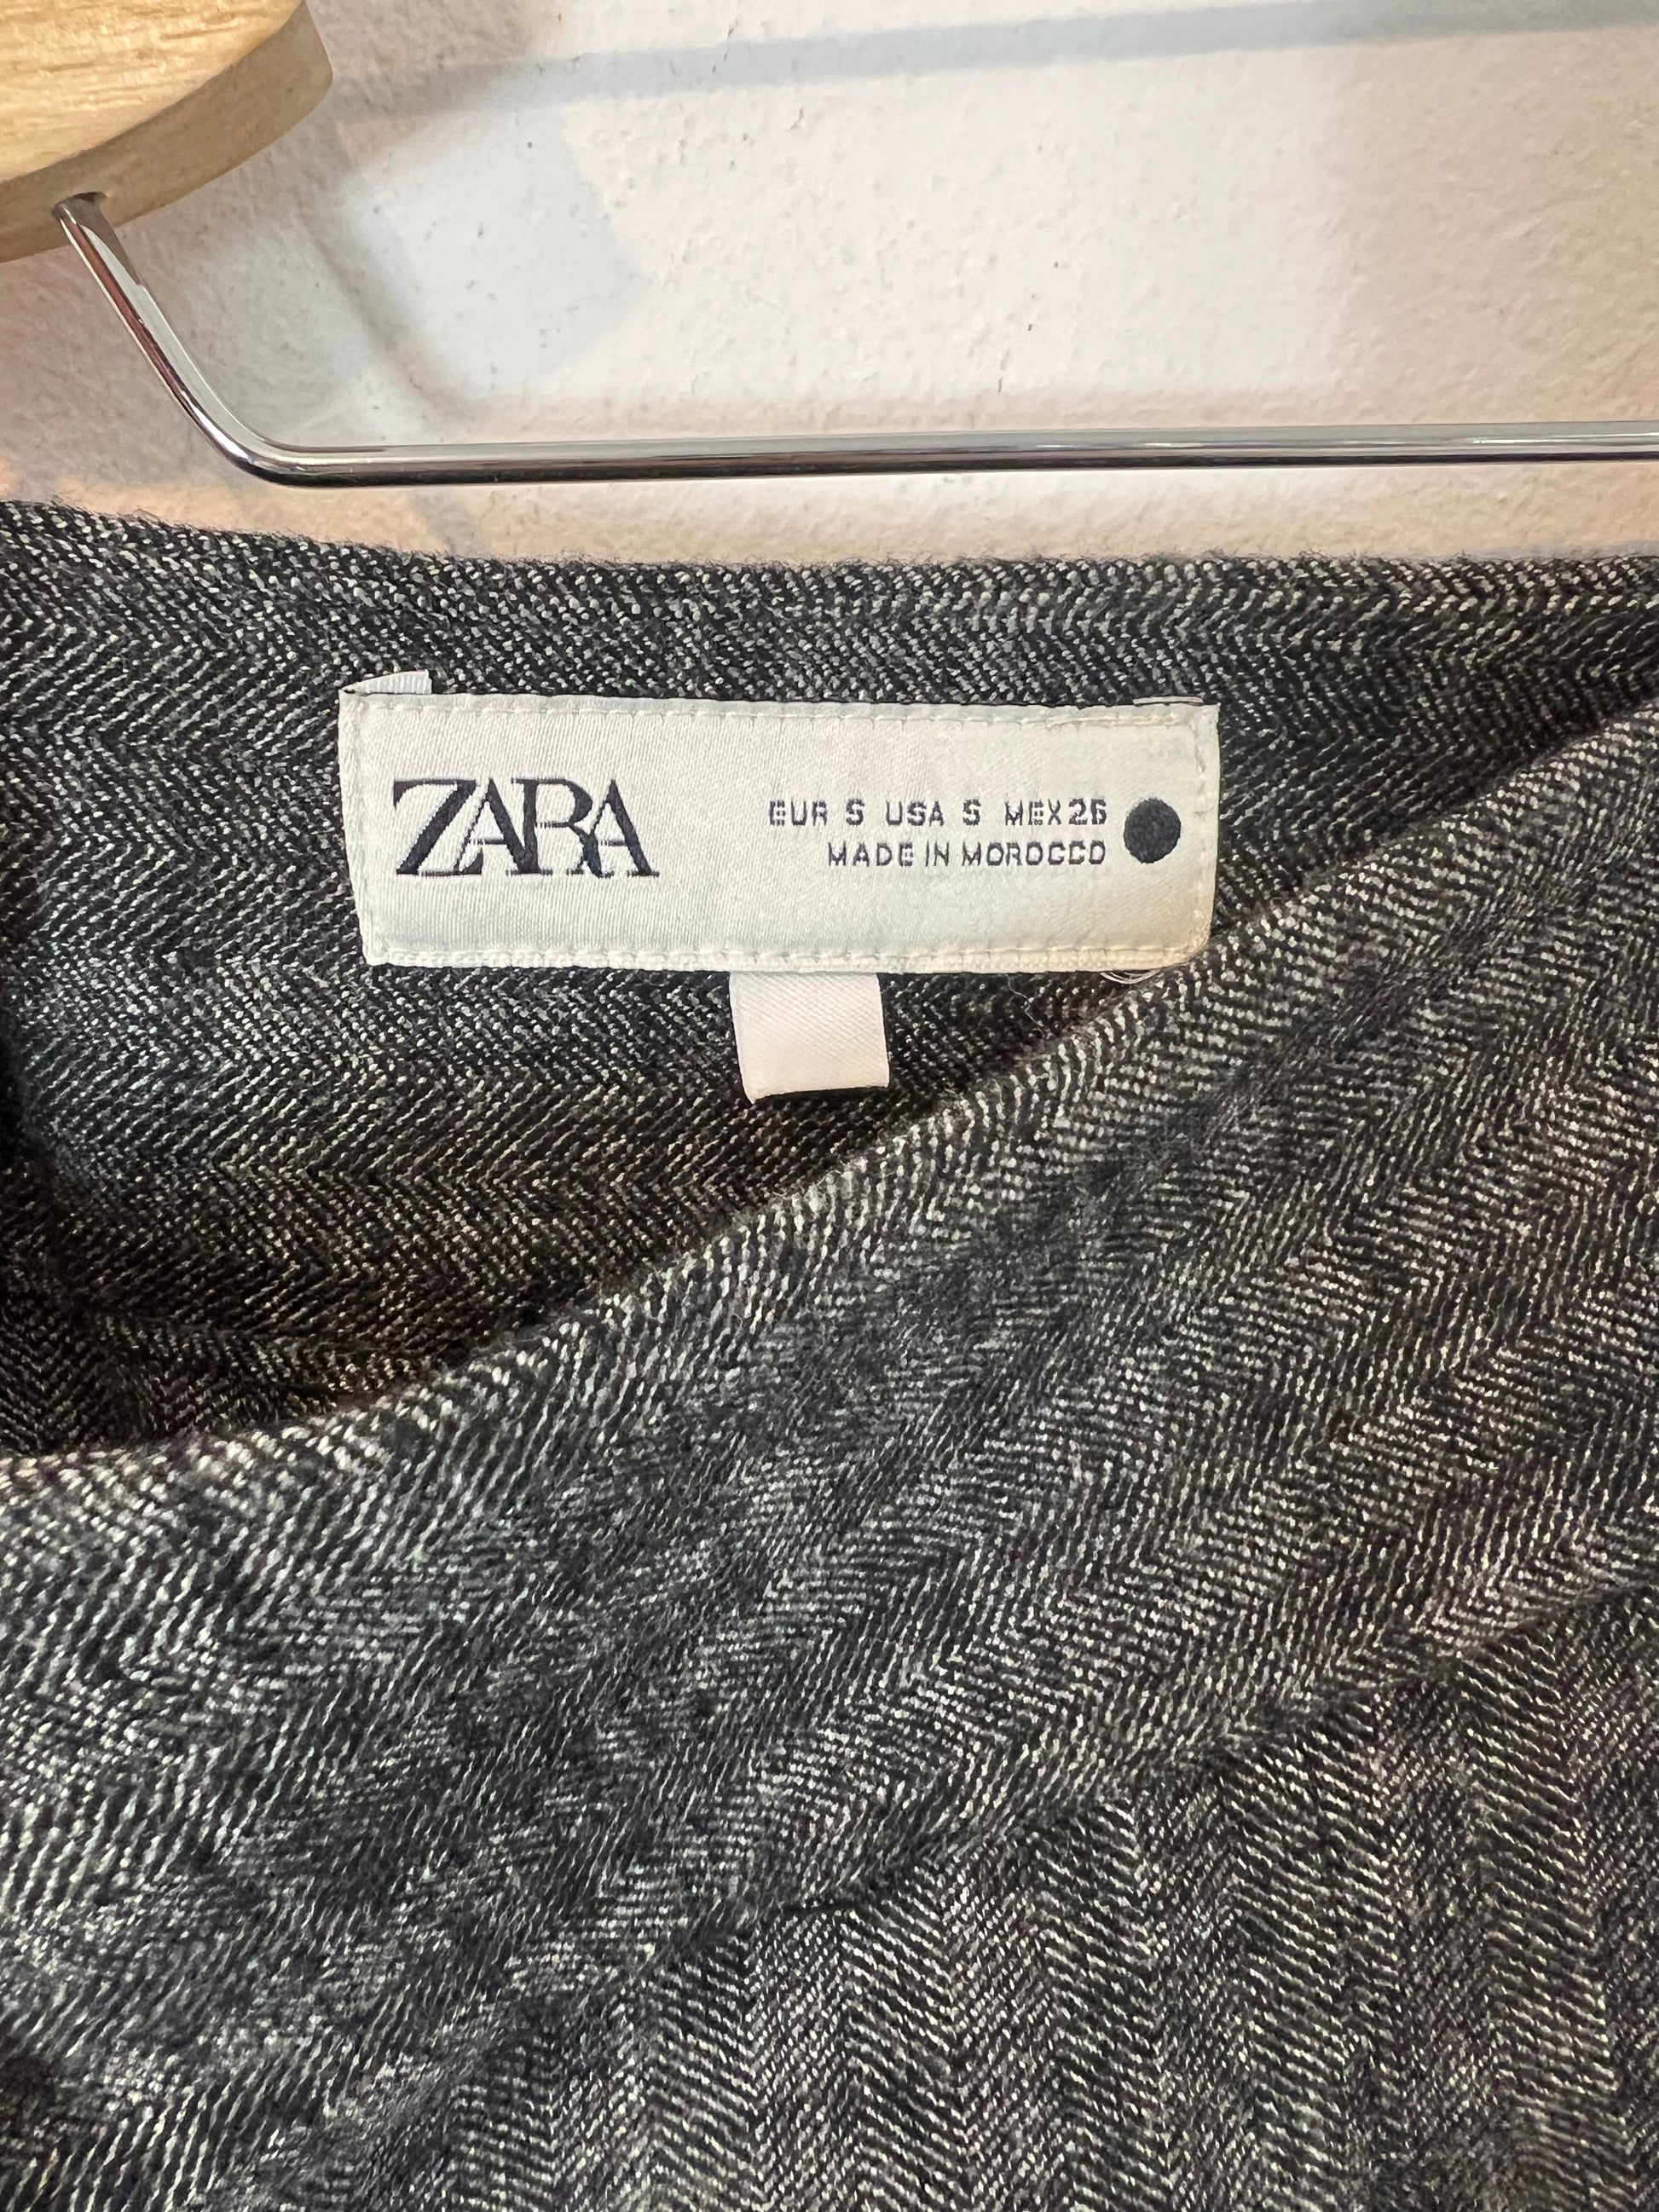 ZARA
EUR S USA S MEX 26
MADE IN MOROCCO